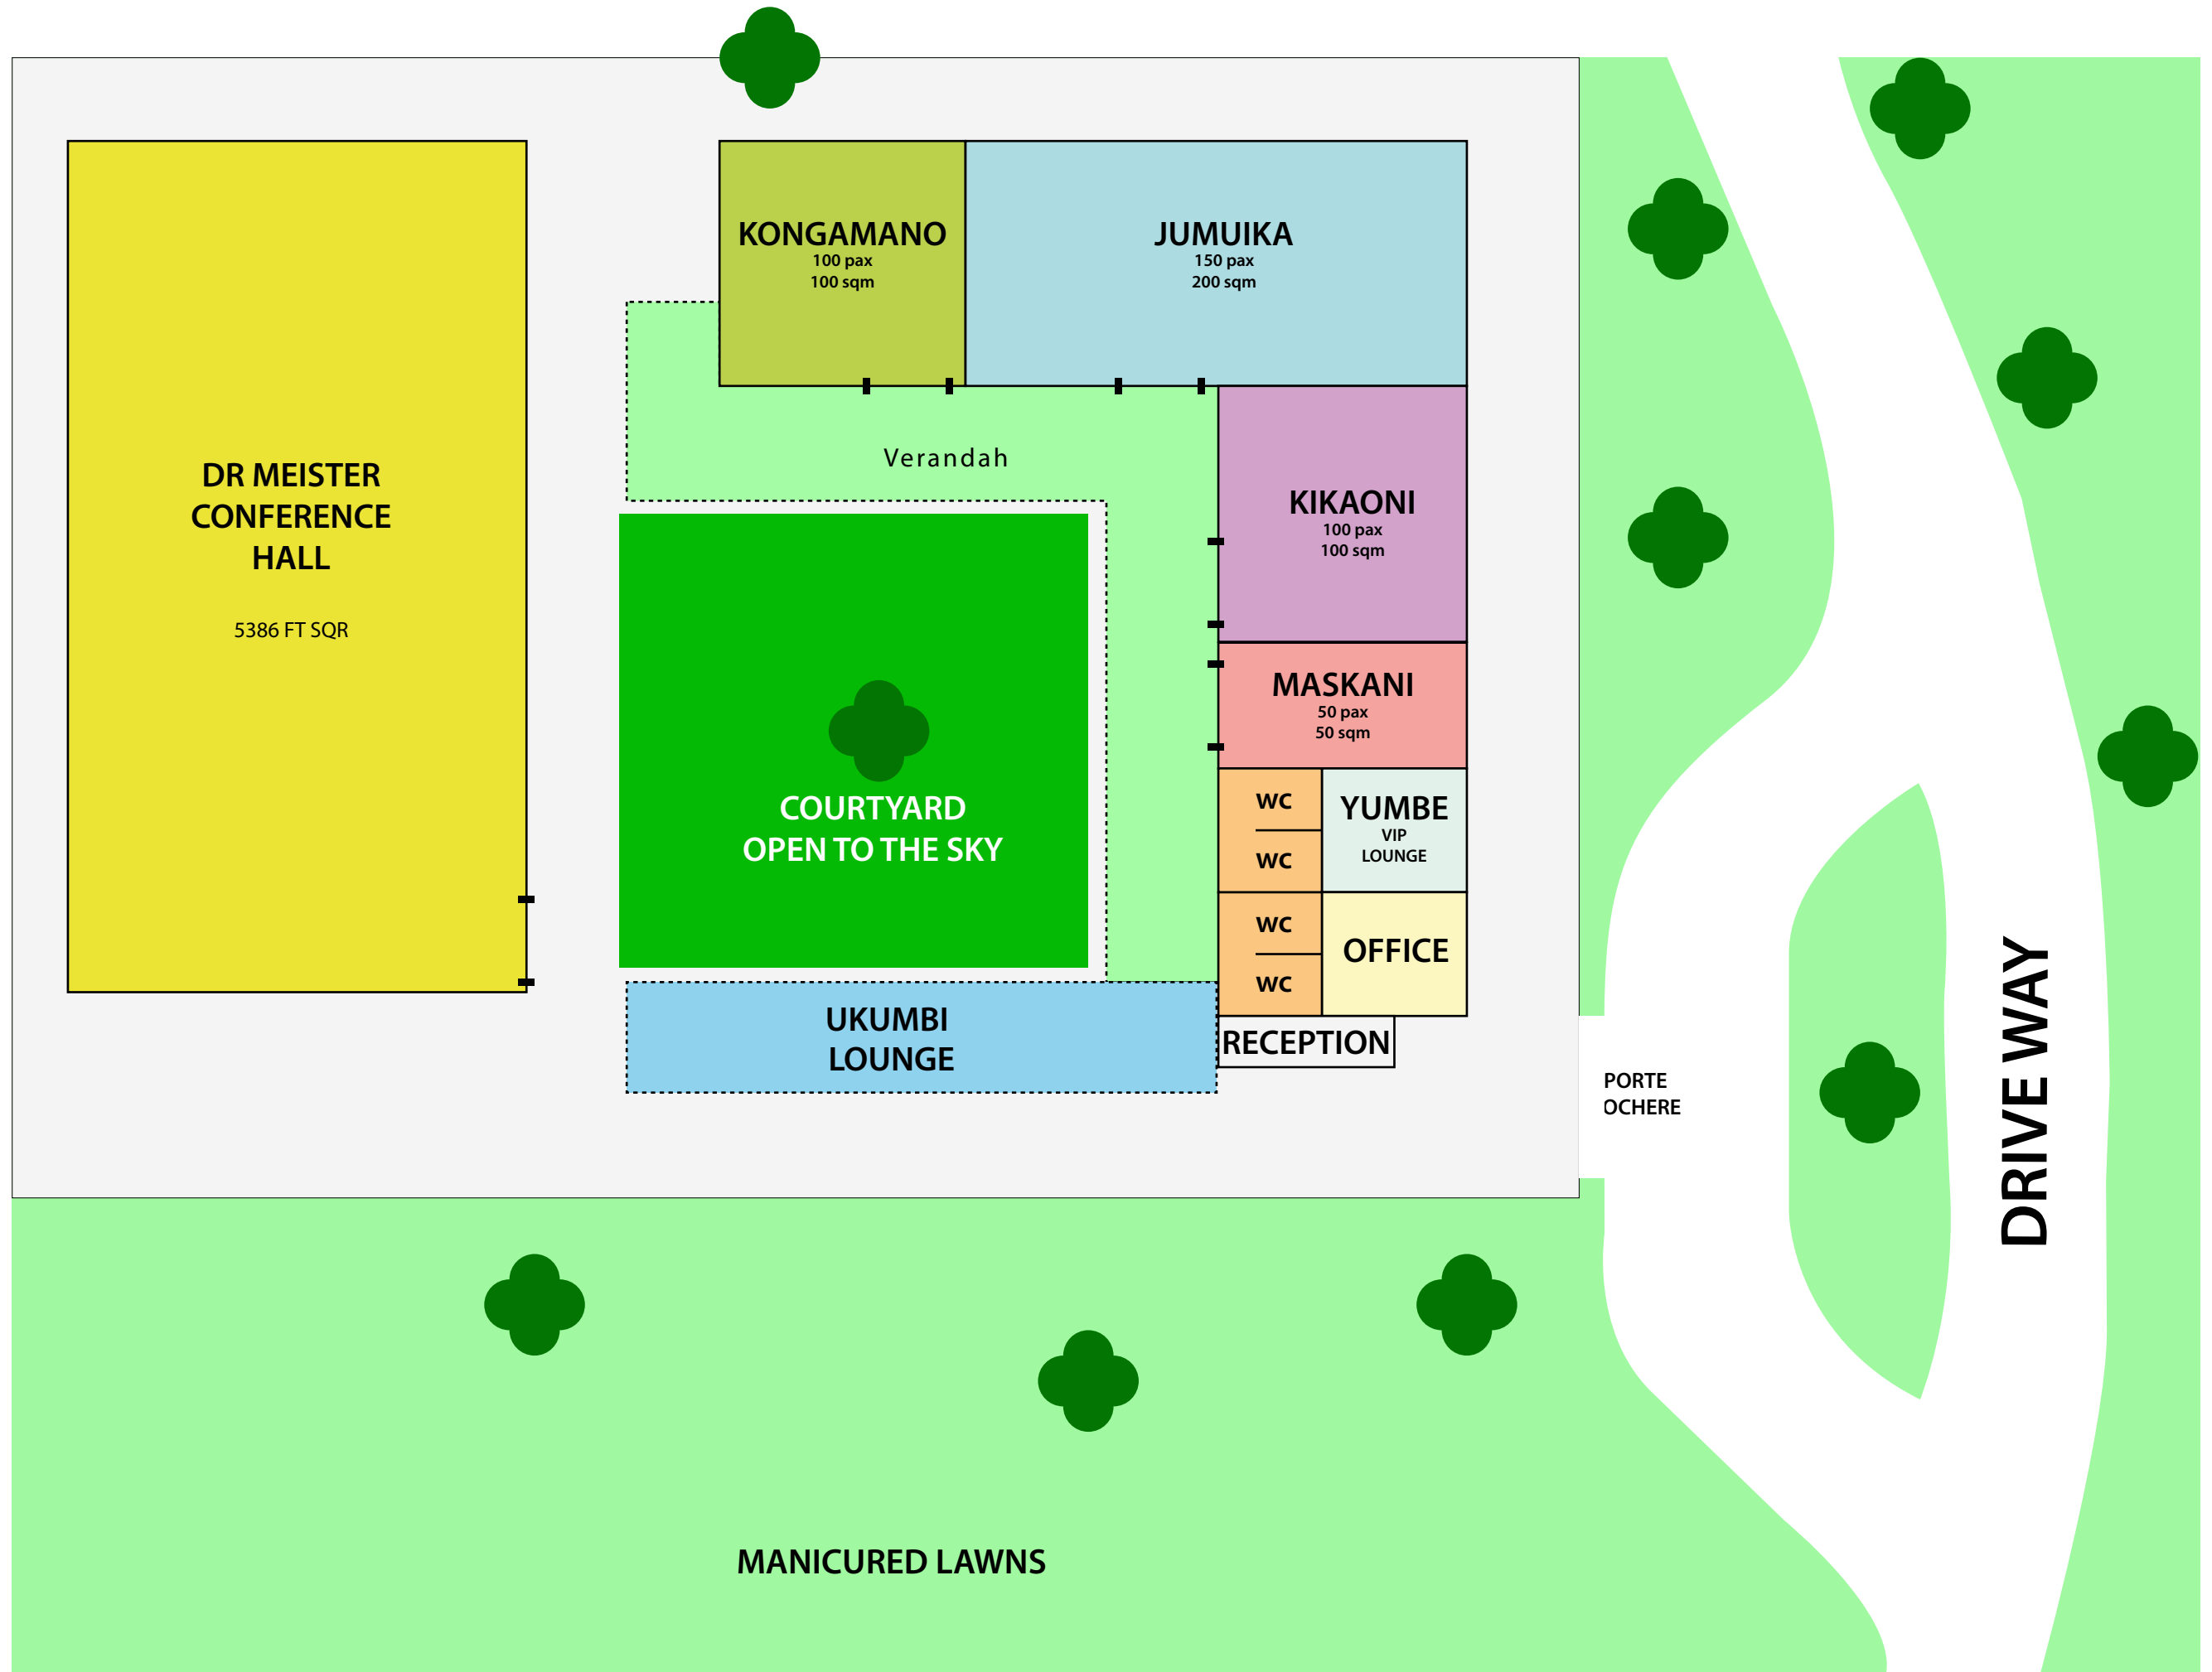 KONGAMANO
100 pax
100 sqm
JUMUIKA
150 pax
200 sqm
DR MEISTER
CONFERENCE
HALL
5386 FT SQR
Verandah
KIKAONI
100 pax
100 sqm
MASKANI
50 pax
50 sqm
COURTYARD
OPEN TO THE SKY
WC
WC
YUMBE
VIP
LOUNGE
WC
WC
OFFICE
UKUMBI
LOUNGE
RECEPTION
PORTE
OCHERE
DRIVE WAY
MANICURED LAWNS